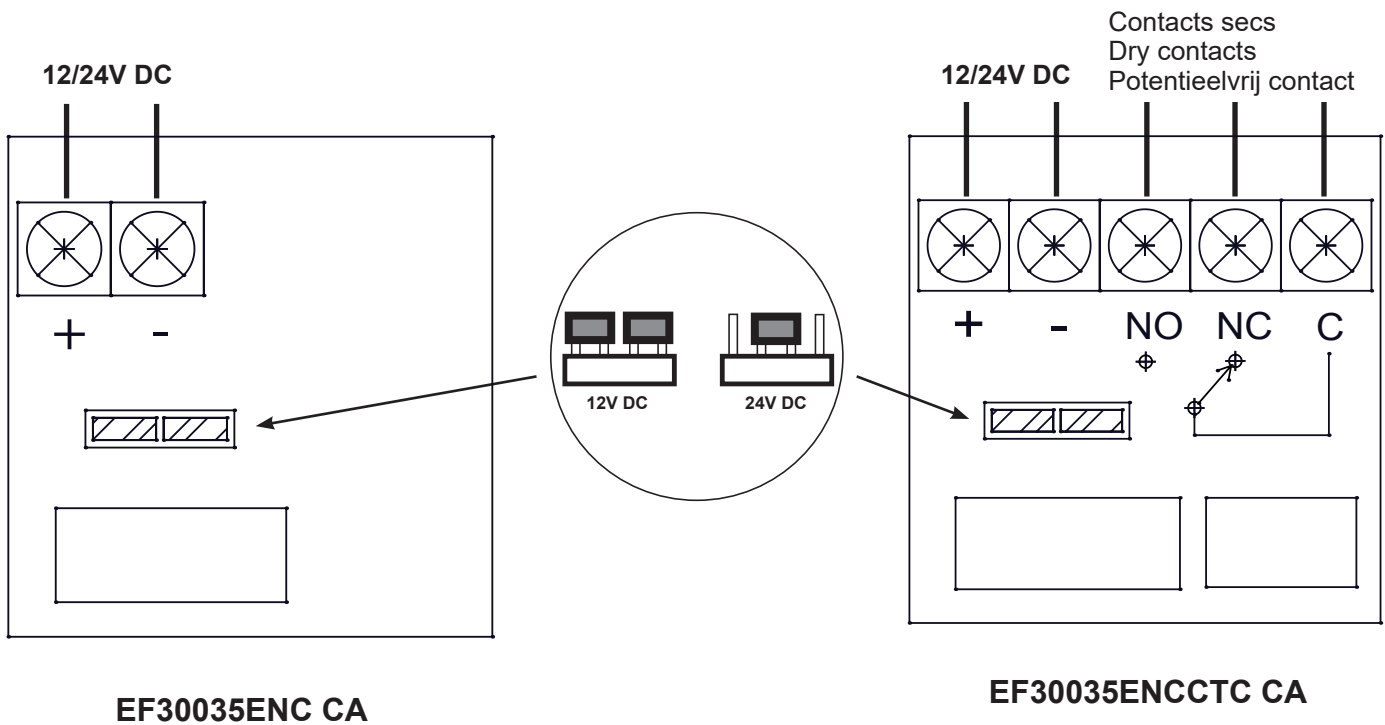 12/24V DC
+ -
12V DC
24V DC
EF30035ENC CA
12/24V DC
Contacts secs
Dry contacts
Potentieelvrij contact
+ - NO NC C
EF30035ENCCTC CA